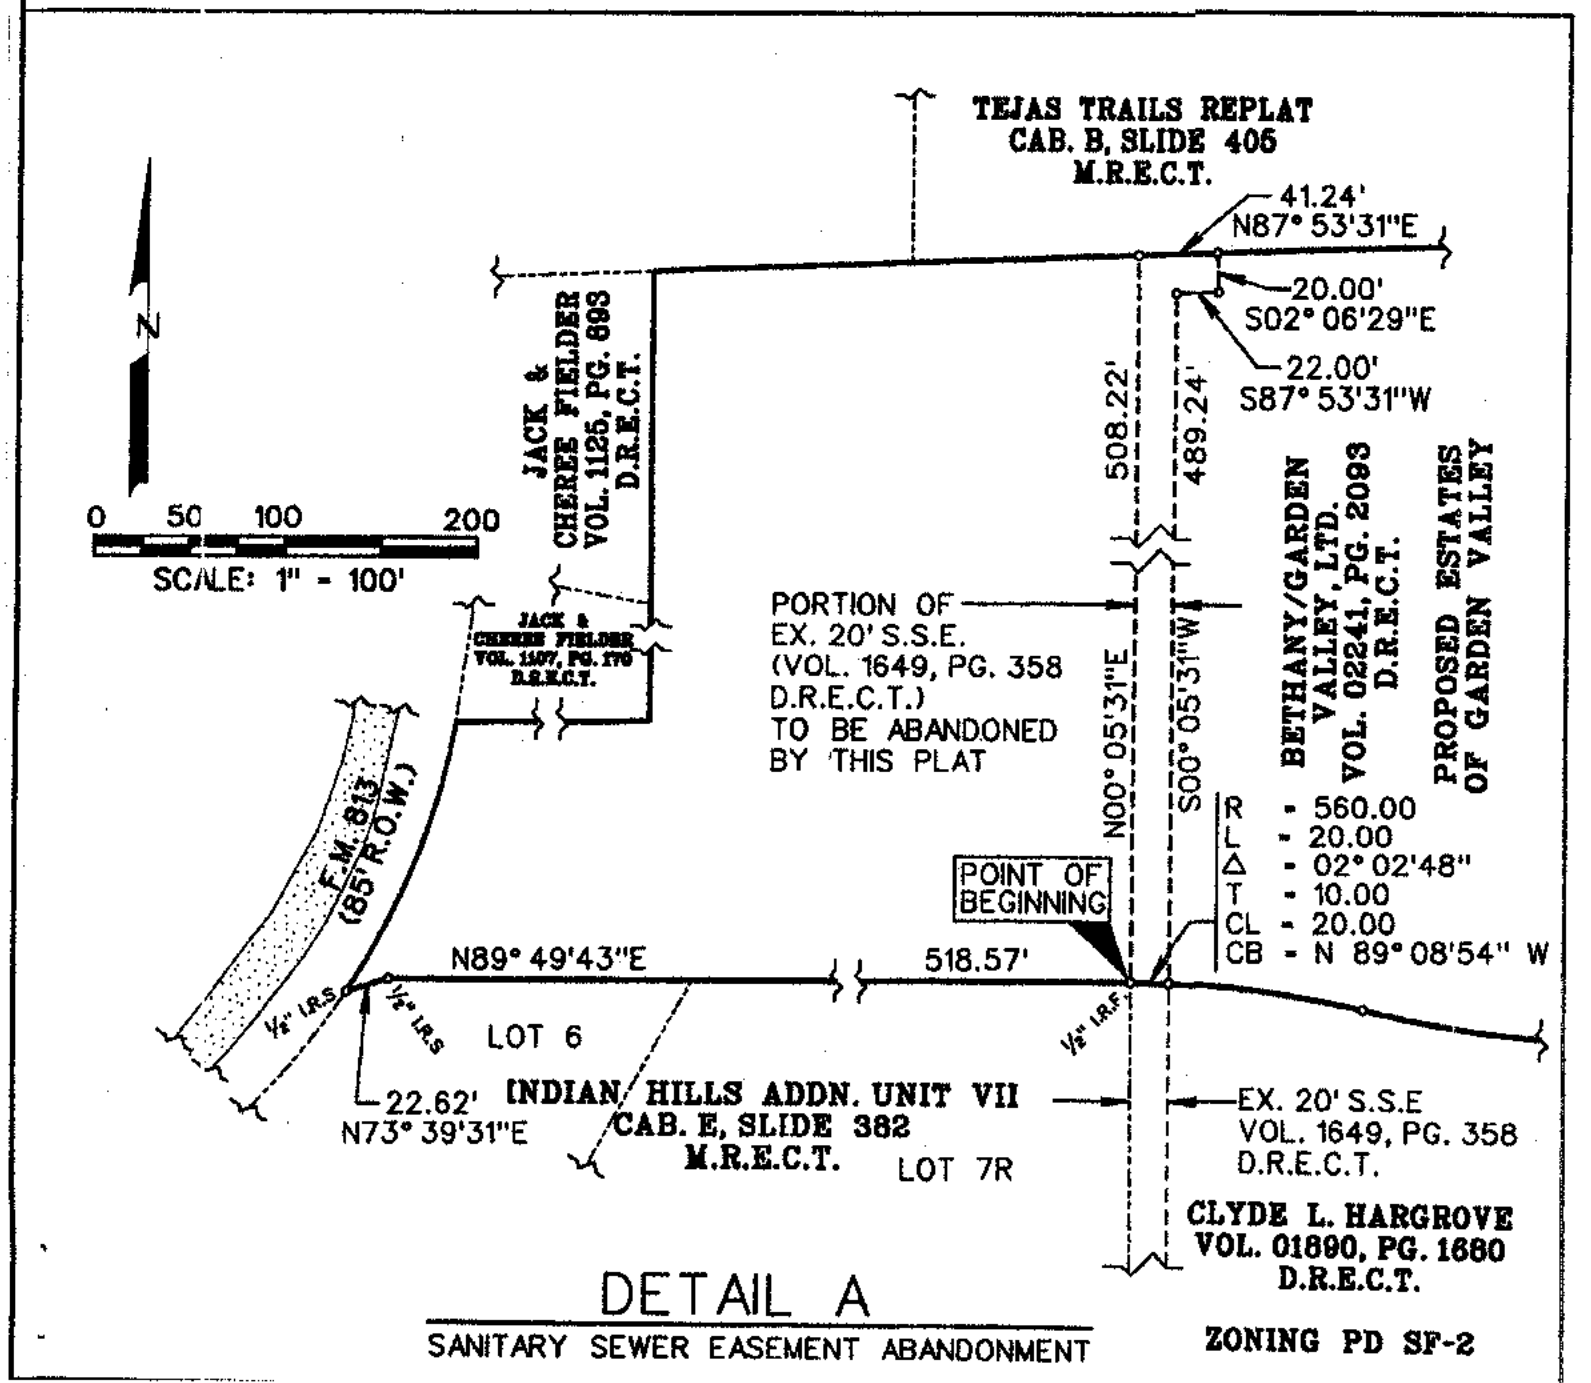 TEJAS TRAILS REPLAT
CAB. B, SLIDE 405
M.R.E.C.T.
41.24'
N87° 53'31"E
20.00'
S02° 06'29"E
22.00'
S87° 53'31"W
N
0 50 100 200
SCALE: 1" = 100'
JACK &
CHEREE FIELDER
VOL. 1125, PG. 693
D.R.E.C.T.
JACK &
CHEREE FIELDER
VOL. 1107, PG. 170
D.R.E.C.T.
508.22'
489.24'
PORTION OF
EX. 20' S.S.E.
(VOL. 1649, PG. 358
D.R.E.C.T.)
TO BE ABANDONED
BY THIS PLAT
N00° 05'31"E
S00° 05'31"W
BETHANY/GARDEN
VALLEY, LTD.
VOL. 02241, PG. 2093
D.R.E.C.T.
PROPOSED ESTATES
OF GARDEN VALLEY
F.M. 813
(85' R.O.W.)
R = 560.00
L = 20.00
Δ = 02° 02'48"
T = 10.00
CL = 20.00
CB = N 89° 08'54" W
POINT OF
BEGINNING
N89° 49'43"E
518.57'
1/2" I.R.S
1/2" I.R.S
1/2" I.R.F.
LOT 6
22.62'
N73° 39'31"E
INDIAN HILLS ADDN. UNIT VII
CAB. E, SLIDE 382
M.R.E.C.T.
LOT 7R
EX. 20' S.S.E
VOL. 1649, PG. 358
D.R.E.C.T.
CLYDE L. HARGROVE
VOL. 01890, PG. 1680
D.R.E.C.T.
DETAIL A
SANITARY SEWER EASEMENT ABANDONMENT
ZONING PD SF-2